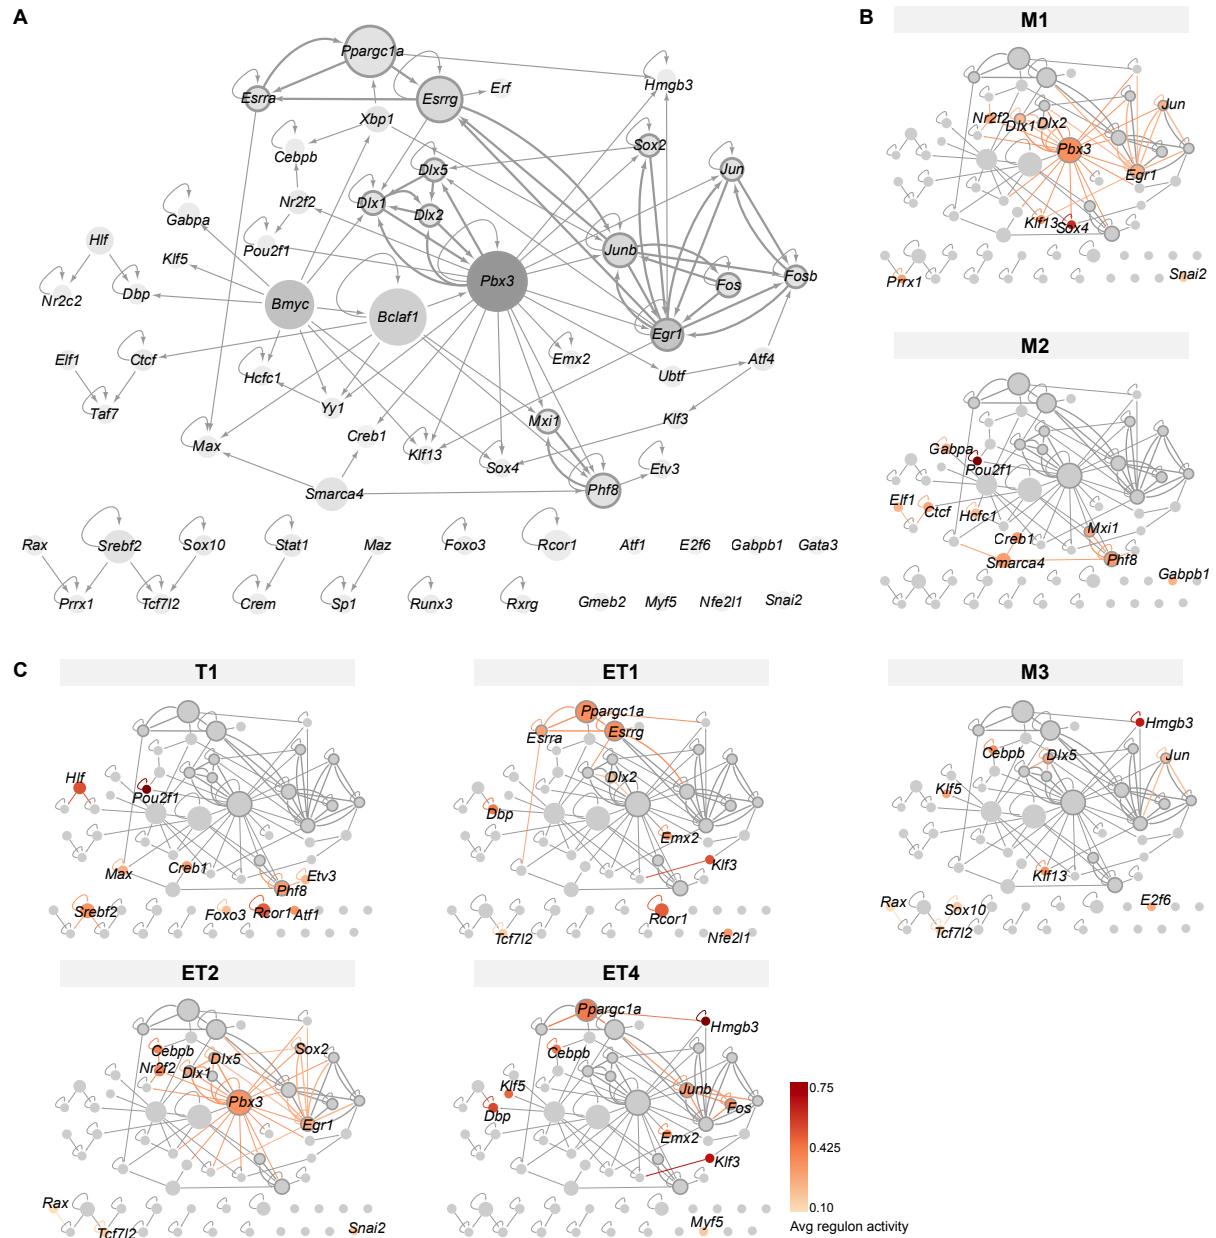 A
Ppargc1a
Esrra
Esrrg
Erf
Hmgb3
Xbp1
Cebpb
Sox2
Dlx5
Jun
Nr2f2
Dlx1
Dlx2
Gabpa
Hlf
Pou2f1
Junb
Klf5
Pbx3
Fos
Fosb
Nr2c2
Dbp
Bmyc
Bclaf1
Egr1
Elf1
Ctcf
Hcfc1
Emx2
Ubtf
Atf4
Taf7
Yy1
Mxi1
Klf3
Max
Creb1
Klf13
Sox4
Etv3
Smarca4
Phf8
Rax
Srebf2
Sox10
Stat1
Maz
Foxo3
Rcor1
Atf1
E2f6
Gabpb1
Gata3
Prrx1
Tcf7l2
Crem
Sp1
Runx3
Rxrg
Gmeb2
Myf5
Nfe2l1
Snai2
B
M1
Jun
Nr2f2
Dlx1
Dlx2
Pbx3
Egr1
Klf13
Sox4
Prrx1
Snai2
M2
Gabpa
Pou2f1
Elf1
Ctcf
Hcfc1
Mxi1
Creb1
Smarca4
Phf8
Gabpb1
M3
Hmgb3
Cebpb
Dlx5
Jun
Klf5
Klf13
Rax
Sox10
E2f6
Tcf7l2
C
T1
Hlf
Pou2f1
Max
Creb1
Etv3
Phf8
Srebf2
Foxo3
Rcor1
Atf1
ET1
Ppargc1a
Esrra
Esrrg
Dlx2
Dbp
Emx2
Klf3
Rcor1
Tcf7l2
Nfe2l1
ET2
Cebpb
Sox2
Nr2f2
Dlx5
Dlx1
Pbx3
Egr1
Rax
Tcf7l2
Snai2
ET4
Ppargc1a
Hmgb3
Cebpb
Klf5
Junb
Dbp
Fos
Emx2
Klf3
Myf5
0.75
0.425
0.10
Avg regulon activity